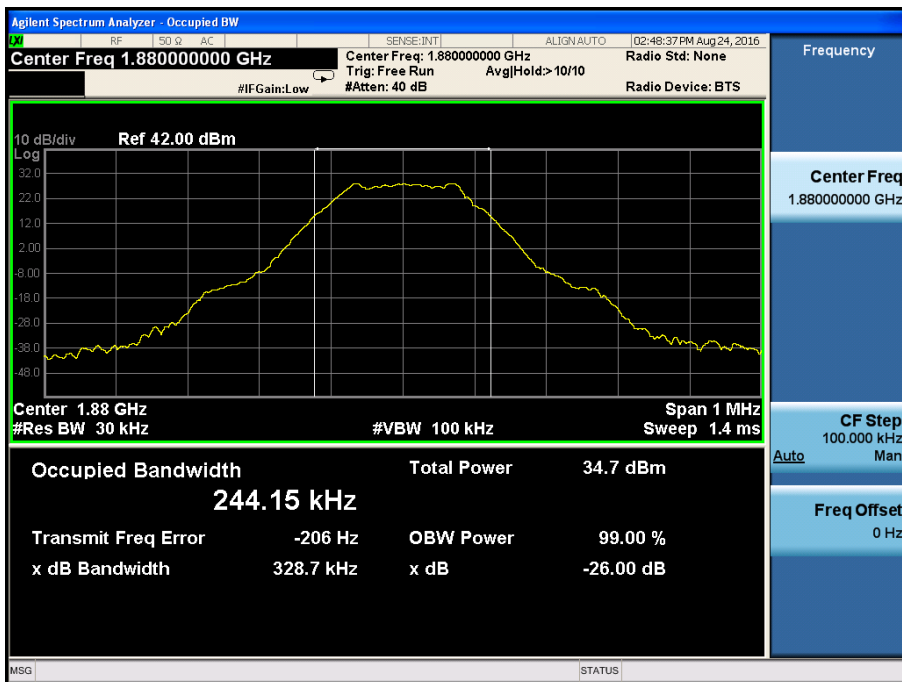 Agilent Spectrum Analyzer - Occupied BW
LXI RF 50 Ω AC SENSE:INT ALIGN AUTO 02:48:37 PM Aug 24, 2016
Center Freq 1.880000000 GHz
Center Freq: 1.880000000 GHz
Radio Std: None
Trig: Free Run Avg|Hold:> 10/10
#IFGain:Low
#Atten: 40 dB
Radio Device: BTS
10 dB/div Ref 42.00 dBm
Log
32.0
22.0
12.0
2.00
-8.00
-18.0
-28.0
-38.0
-48.0
Center 1.88 GHz Span 1 MHz
#Res BW 30 kHz #VBW 100 kHz Sweep 1.4 ms
Occupied Bandwidth Total Power 34.7 dBm
244.15 kHz
Transmit Freq Error -206 Hz OBW Power 99.00 %
x dB Bandwidth 328.7 kHz x dB -26.00 dB
MSG STATUS
Frequency
Center Freq
1.880000000 GHz
CF Step
100.000 kHz
Auto Man
Freq Offset
0 Hz